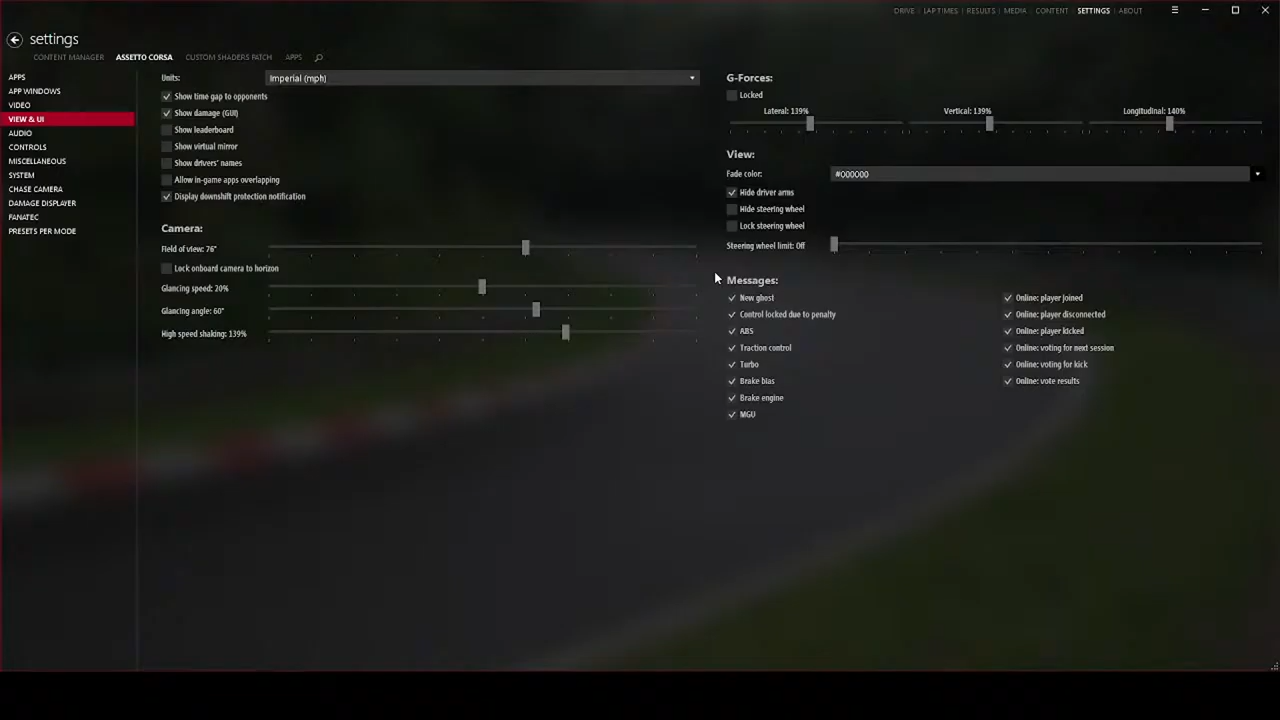 DRIVE | LAP TIMES | RESULTS | MEDIA | CONTENT | SETTINGS | ABOUT
settings
CONTENT MANAGER ASSETTO CORSA CUSTOM SHADERS PATCH APPS
APPS
APP WINDOWS
VIDEO
VIEW & UI
AUDIO
CONTROLS
MISCELLANEOUS
SYSTEM
CHASE CAMERA
DAMAGE DISPLAYER
FANATEC
PRESETS PER MODE
Units: Imperial (mph)
Show time gap to opponents
Show damage (GUI)
Show leaderboard
Show virtual mirror
Show drivers' names
Allow in-game apps overlapping
Display downshift protection notification
Camera:
Field of view: 76°
Lock onboard camera to horizon
Glancing speed: 20%
Glancing angle: 60°
High speed shaking: 139%
G-Forces:
Locked
Lateral: 139% Vertical: 139% Longitudinal: 140%
View:
Fade color: #000000
Hide driver arms
Hide steering wheel
Lock steering wheel
Steering wheel limit: Off
Messages:
New ghost
Control locked due to penalty
ABS
Traction control
Turbo
Brake bias
Brake engine
MGU
Online: player joined
Online: player disconnected
Online: player kicked
Online: voting for next session
Online: voting for kick
Online: vote results